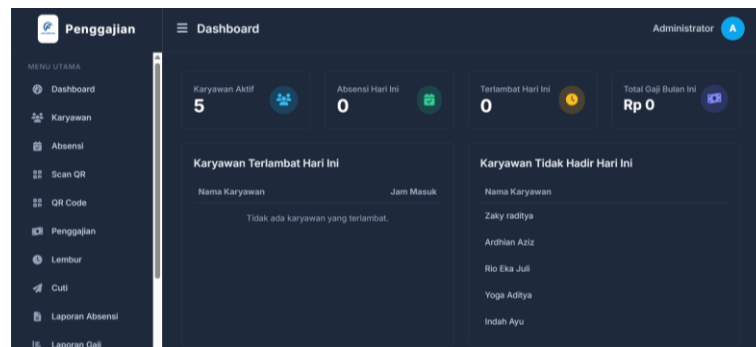 Penggajian
Dashboard
Administrator A
MENU UTAMA
Dashboard
Karyawan
Absensi
Scan QR
QR Code
Penggajian
Lembur
Cuti
Laporan Absensi
Laporan Gaji
Karyawan Aktif
5
Absensi Hari Ini
0
Terlambat Hari Ini
0
Total Gaji Bulan Ini
Rp 0
Karyawan Terlambat Hari Ini
Nama Karyawan Jam Masuk
Tidak ada karyawan yang terlambat.
Karyawan Tidak Hadir Hari Ini
Nama Karyawan
Zaky raditya
Ardhian Aziz
Rio Eka Juli
Yoga Aditya
Indah Ayu